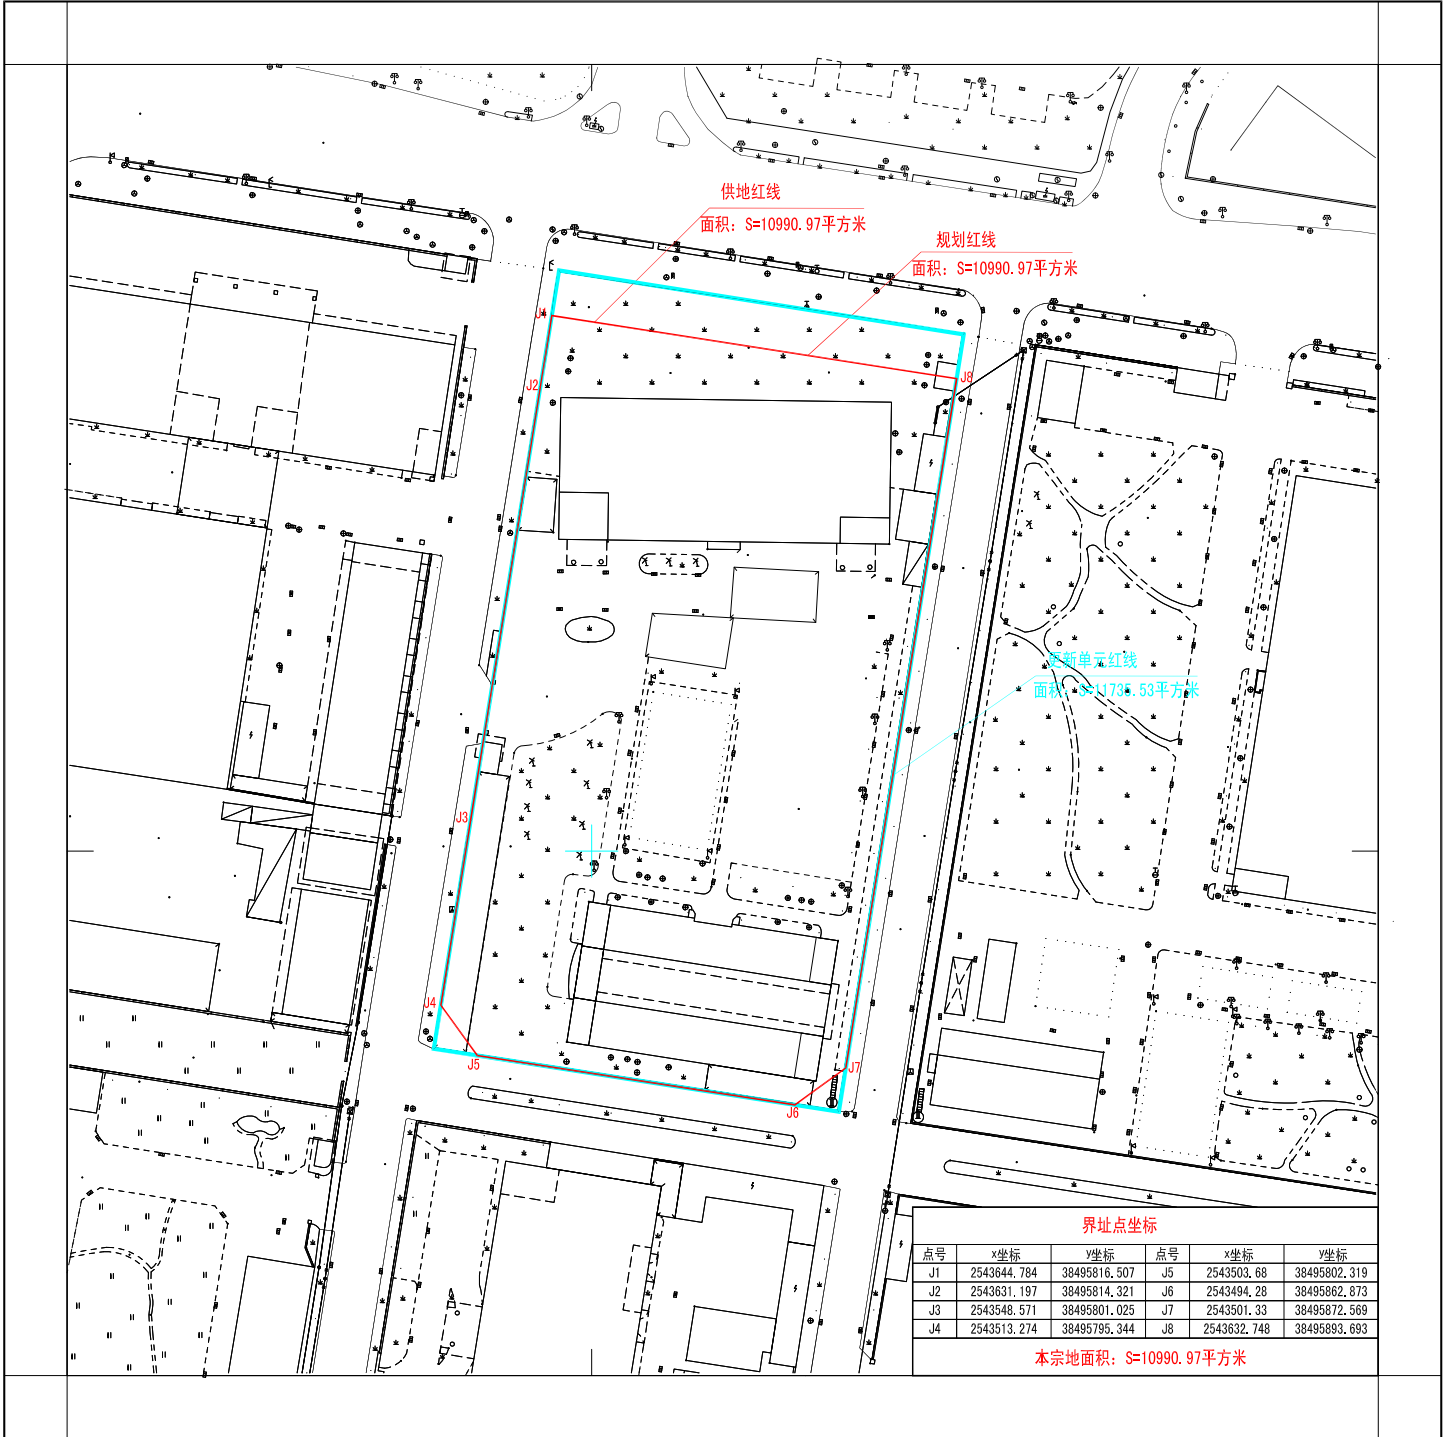 供地红线
面积：S=10990.97平方米
规划红线
面积：S=10990.97平方米
J1
J2
J8
更新单元红线
面积：S=11735.53平方米
J3
J4
J5
J7
J6
界址点坐标
点号 x坐标 y坐标 点号 x坐标 y坐标
J1 2543644.784 38495816.507 J5 2543503.68 38495802.319
J2 2543631.197 38495814.321 J6 2543494.28 38495862.873
J3 2543548.571 38495801.025 J7 2543501.33 38495872.569
J4 2543513.274 38495795.344 J8 2543632.748 38495893.693
本宗地面积：S=10990.97平方米